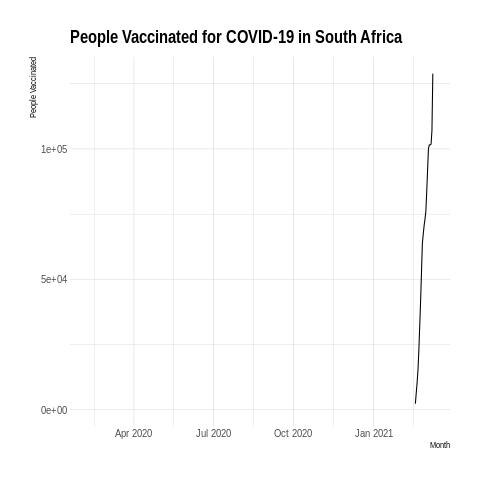 People Vaccinated for COVID-19 in South Africa
People Vaccinated
1e+05
5e+04
0e+00
Apr 2020 Jul 2020 Oct 2020 Jan 2021
Month